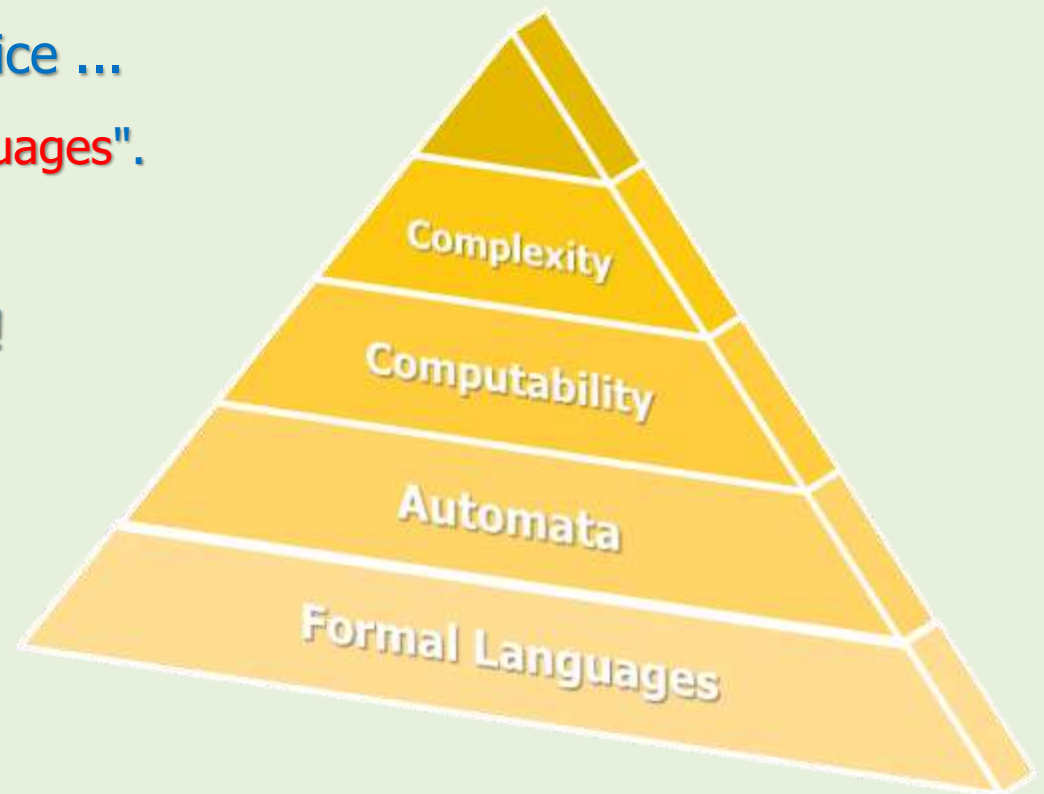 ice ...
uages".
!
Complexity
Computability
Automata
Formal Languages